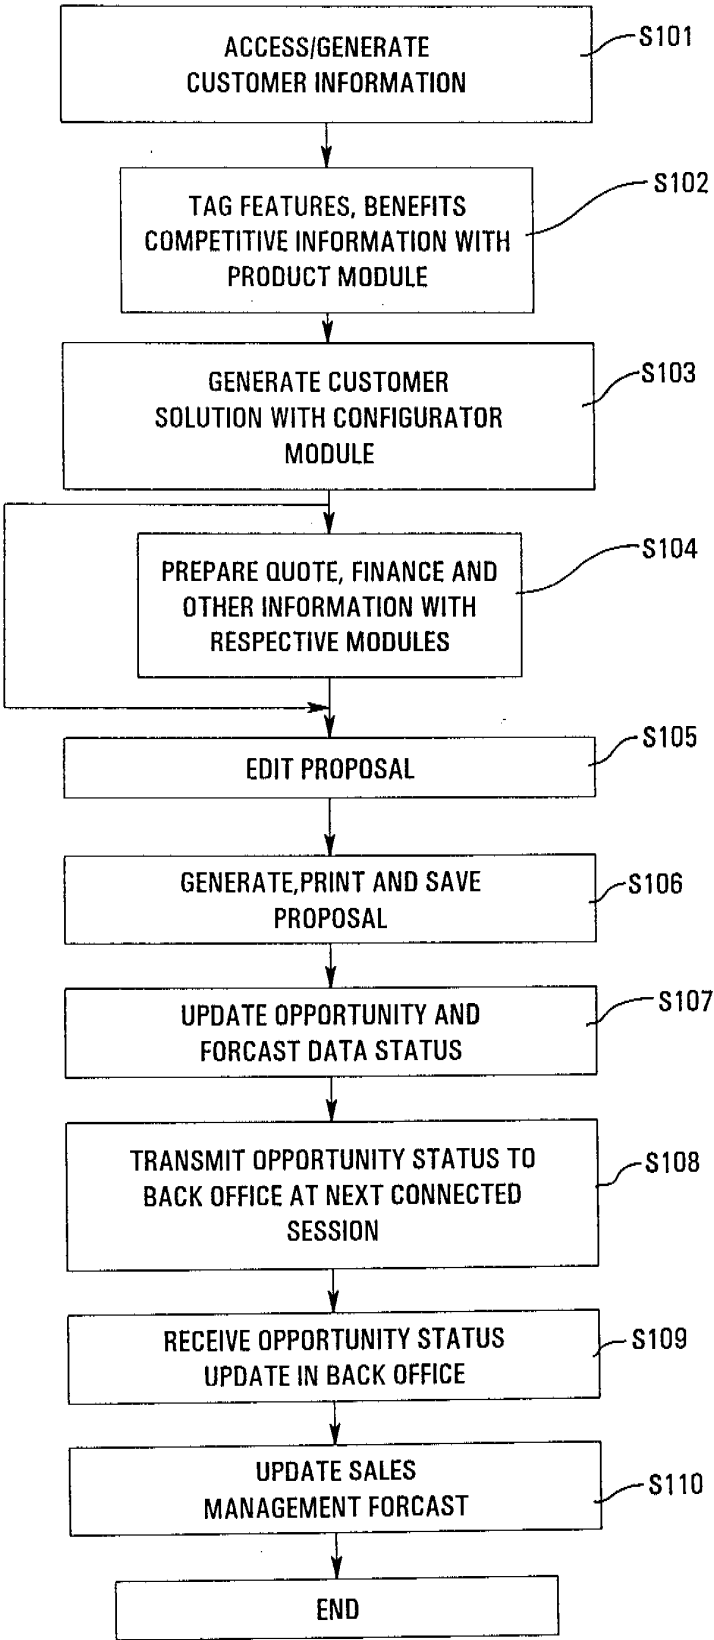 S101
ACCESS/GENERATE
CUSTOMER INFORMATION
S102
TAG FEATURES, BENEFITS
COMPETITIVE INFORMATION WITH
PRODUCT MODULE
S103
GENERATE CUSTOMER
SOLUTION WITH CONFIGURATOR
MODULE
S104
PREPARE QUOTE, FINANCE AND
OTHER INFORMATION WITH
RESPECTIVE MODULES
S105
EDIT PROPOSAL
S106
GENERATE,PRINT AND SAVE
PROPOSAL
S107
UPDATE OPPORTUNITY AND
FORCAST DATA STATUS
S108
TRANSMIT OPPORTUNITY STATUS TO
BACK OFFICE AT NEXT CONNECTED
SESSION
S109
RECEIVE OPPORTUNITY STATUS
UPDATE IN BACK OFFICE
S110
UPDATE SALES
MANAGEMENT FORCAST
END